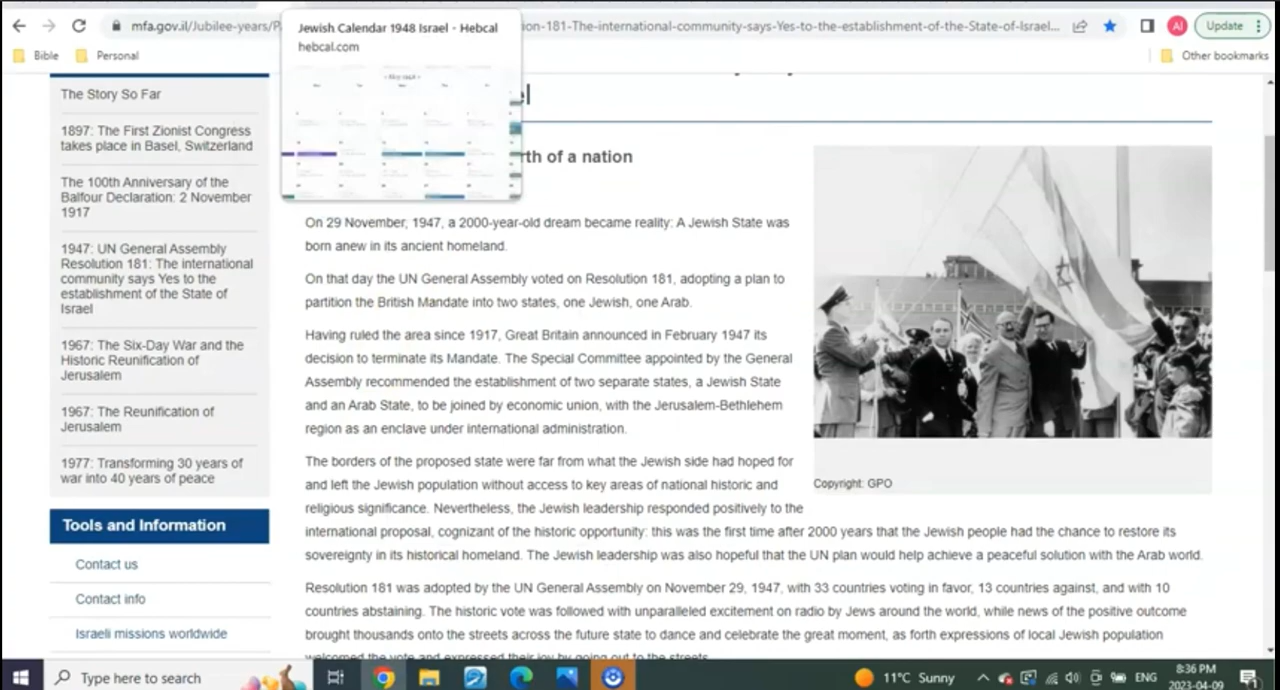 mfa.gov.il/Jubilee-years/P
ion-181-The-international-community-says-Yes-to-the-establishment-of-the-State-of-Israel...
AI
Update
Bible
Personal
Other bookmarks
Jewish Calendar 1948 Israel - Hebcal
hebcal.com
The Story So Far
1897: The First Zionist Congress
takes place in Basel, Switzerland
The 100th Anniversary of the
Balfour Declaration: 2 November
1917
1947: UN General Assembly
Resolution 181: The international
community says Yes to the
establishment of the State of
Israel
1967: The Six-Day War and the
Historic Reunification of
Jerusalem
1967: The Reunification of
Jerusalem
1977: Transforming 30 years of
war into 40 years of peace
Tools and Information
Contact us
Contact info
Israeli missions worldwide
el
rth of a nation
On 29 November, 1947, a 2000-year-old dream became reality: A Jewish State was
born anew in its ancient homeland.
On that day the UN General Assembly voted on Resolution 181, adopting a plan to
partition the British Mandate into two states, one Jewish, one Arab.
Having ruled the area since 1917, Great Britain announced in February 1947 its
decision to terminate its Mandate. The Special Committee appointed by the General
Assembly recommended the establishment of two separate states, a Jewish State
and an Arab State, to be joined by economic union, with the Jerusalem-Bethlehem
region as an enclave under international administration.
The borders of the proposed state were far from what the Jewish side had hoped for
and left the Jewish population without access to key areas of national historic and
religious significance. Nevertheless, the Jewish leadership responded positively to the
international proposal, cognizant of the historic opportunity: this was the first time after 2000 years that the Jewish people had the chance to restore its
sovereignty in its historical homeland. The Jewish leadership was also hopeful that the UN plan would help achieve a peaceful solution with the Arab world.
Resolution 181 was adopted by the UN General Assembly on November 29, 1947, with 33 countries voting in favor, 13 countries against, and with 10
countries abstaining. The historic vote was followed with unparalleled excitement on radio by Jews around the world, while news of the positive outcome
brought thousands onto the streets across the future state to dance and celebrate the great moment, as forth expressions of local Jewish population
welcomed the vote and expressed their joy by going out to the streets.
Copyright: GPO
Type here to search
11°C Sunny
ENG
8:36 PM
2023-04-09
1